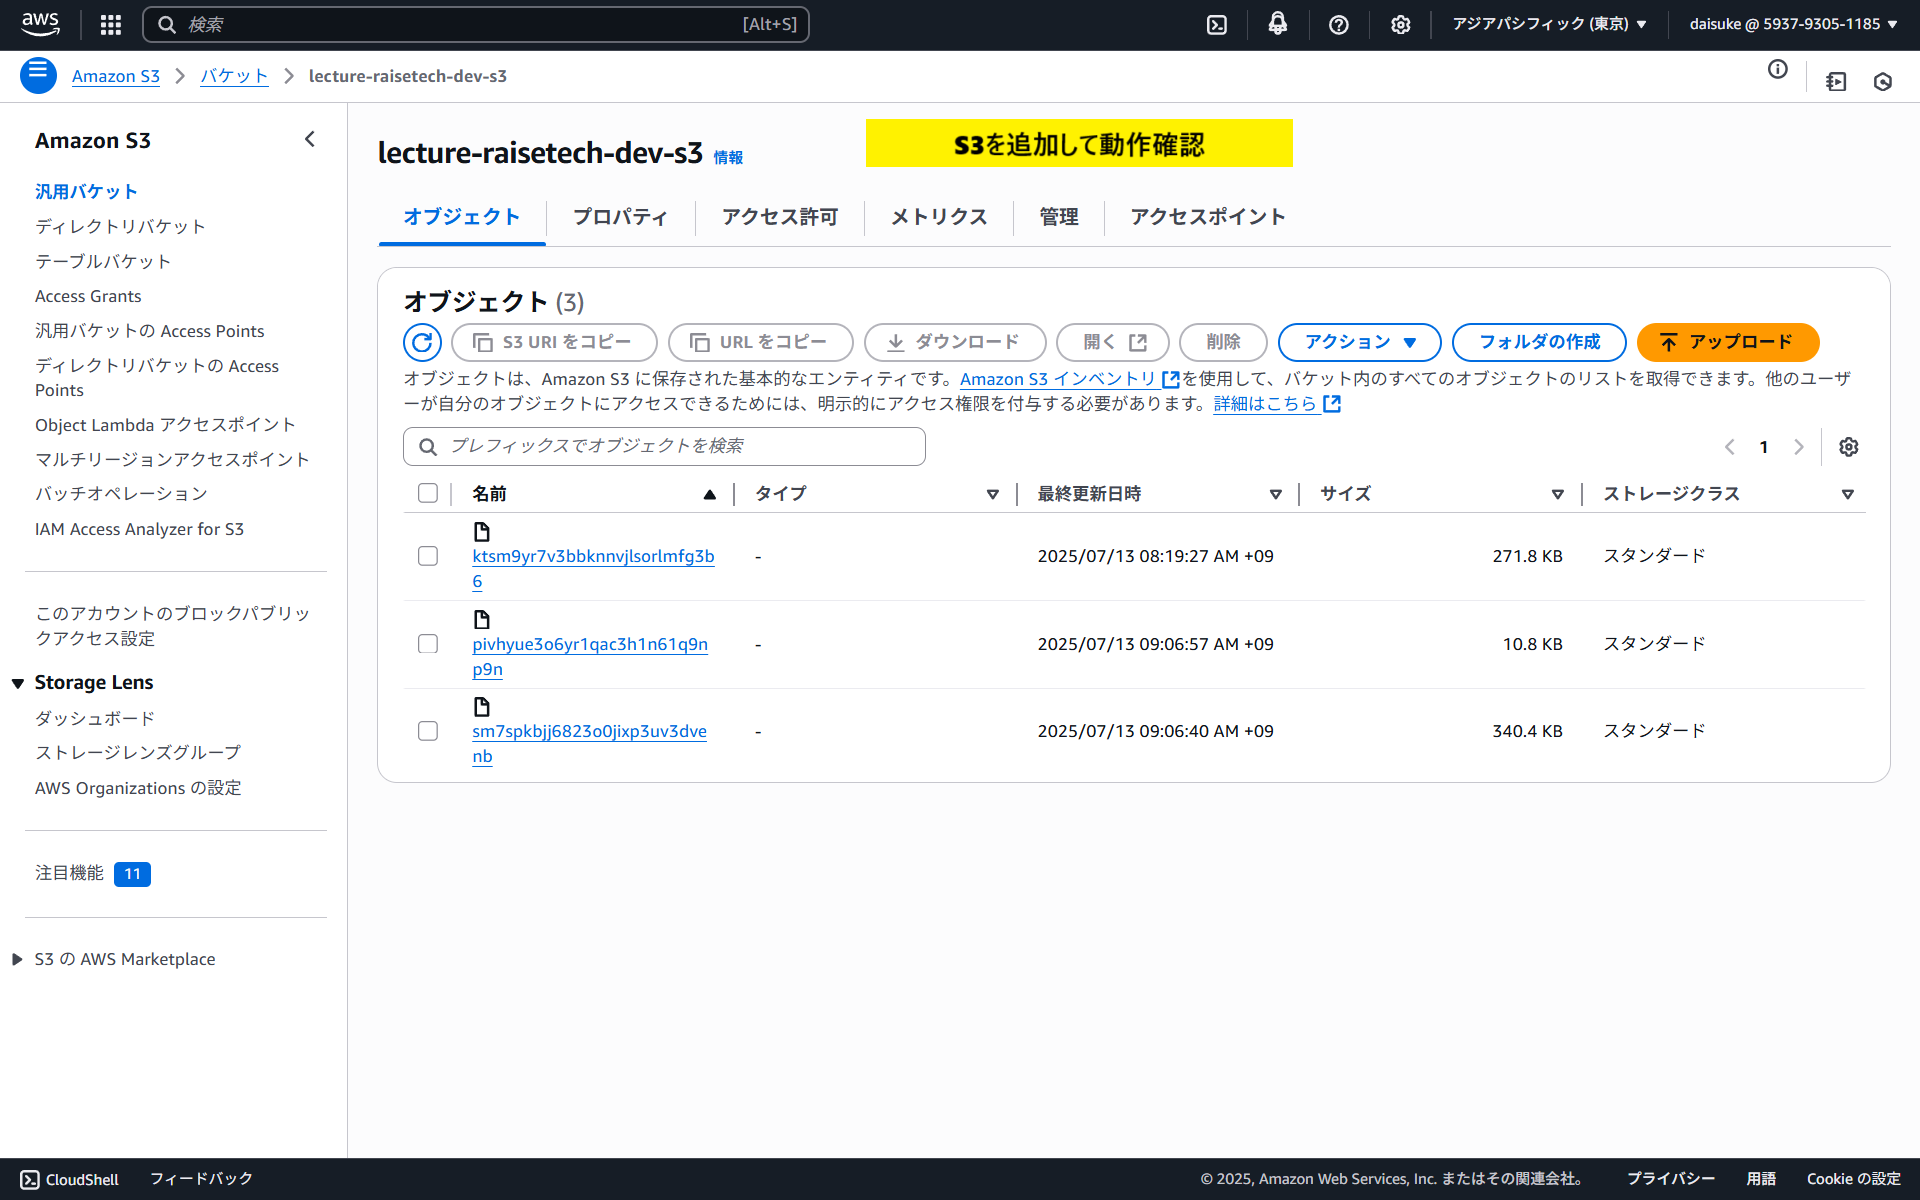 aws
検索
[Alt+S]
アジアパシフィック (東京) ▼
daisuke @ 5937-9305-1185 ▼
Amazon S3 > バケット > lecture-raisetech-dev-s3
Amazon S3
汎用バケット
ディレクトリバケット
テーブルバケット
Access Grants
汎用バケットの Access Points
ディレクトリバケットの Access
Points
Object Lambda アクセスポイント
マルチリージョンアクセスポイント
バッチオペレーション
IAM Access Analyzer for S3
このアカウントのブロックパブリッ
クアクセス設定
Storage Lens
ダッシュボード
ストレージレンズグループ
AWS Organizations の設定
注目機能 11
S3 の AWS Marketplace
lecture-raisetech-dev-s3 情報
S3を追加して動作確認
オブジェクト
プロパティ
アクセス許可
メトリクス
管理
アクセスポイント
オブジェクト (3)
S3 URI をコピー
URL をコピー
ダウンロード
開く
削除
アクション ▼
フォルダの作成
アップロード
オブジェクトは、Amazon S3 に保存された基本的なエンティティです。Amazon S3 インベントリ を使用して、バケット内のすべてのオブジェクトのリストを取得できます。他のユーザ
ーが自分のオブジェクトにアクセスできるためには、明示的にアクセス権限を付与する必要があります。詳細はこちら
プレフィックスでオブジェクトを検索
1
名前
タイプ
最終更新日時
サイズ
ストレージクラス
ktsm9yr7v3bbknnvjlsorlmfg3b
6
-
2025/07/13 08:19:27 AM +09
271.8 KB
スタンダード
pivhyue3o6yr1qac3h1n61q9n
p9n
-
2025/07/13 09:06:57 AM +09
10.8 KB
スタンダード
sm7spkbjj6823o0jixp3uv3dve
nb
-
2025/07/13 09:06:40 AM +09
340.4 KB
スタンダード
CloudShell
フィードバック
© 2025, Amazon Web Services, Inc. またはその関連会社。
プライバシー
用語
Cookie の設定